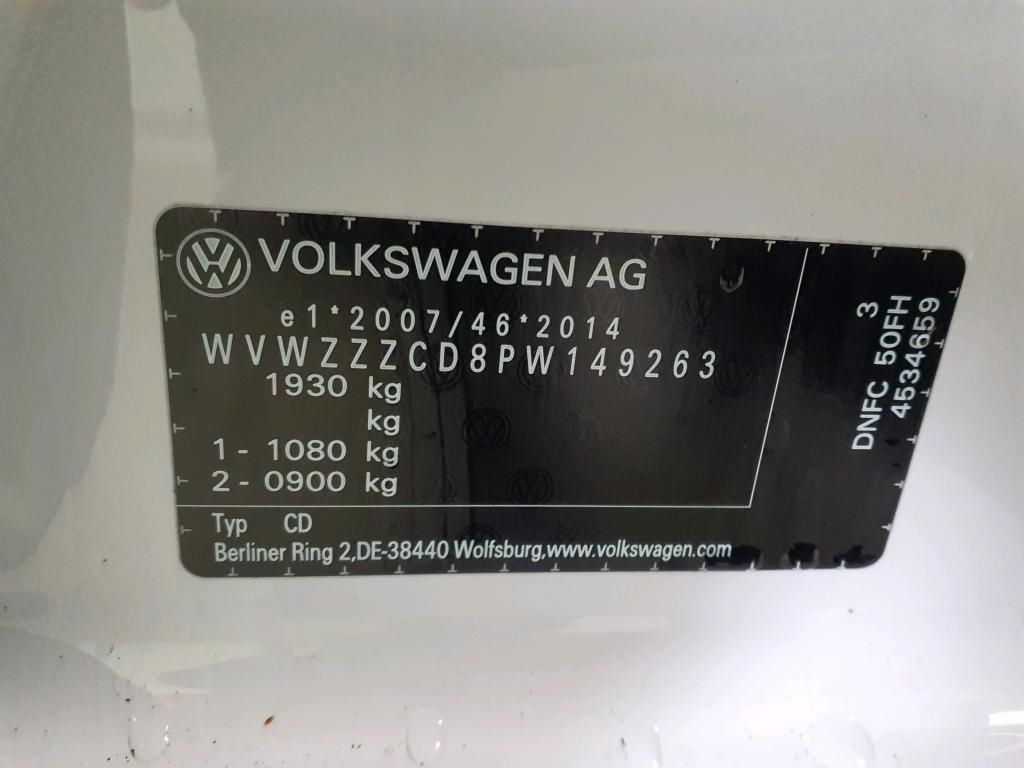 VOLKSWAGEN AG
e1*2007/46*2014
WVWZZZCD8PW149263
1930 kg
kg
1 - 1080 kg
2 - 0900 kg
Typ CD
Berliner Ring 2,DE-38440 Wolfsburg,www.volkswagen.com
3
DNFC 50FH
4534659